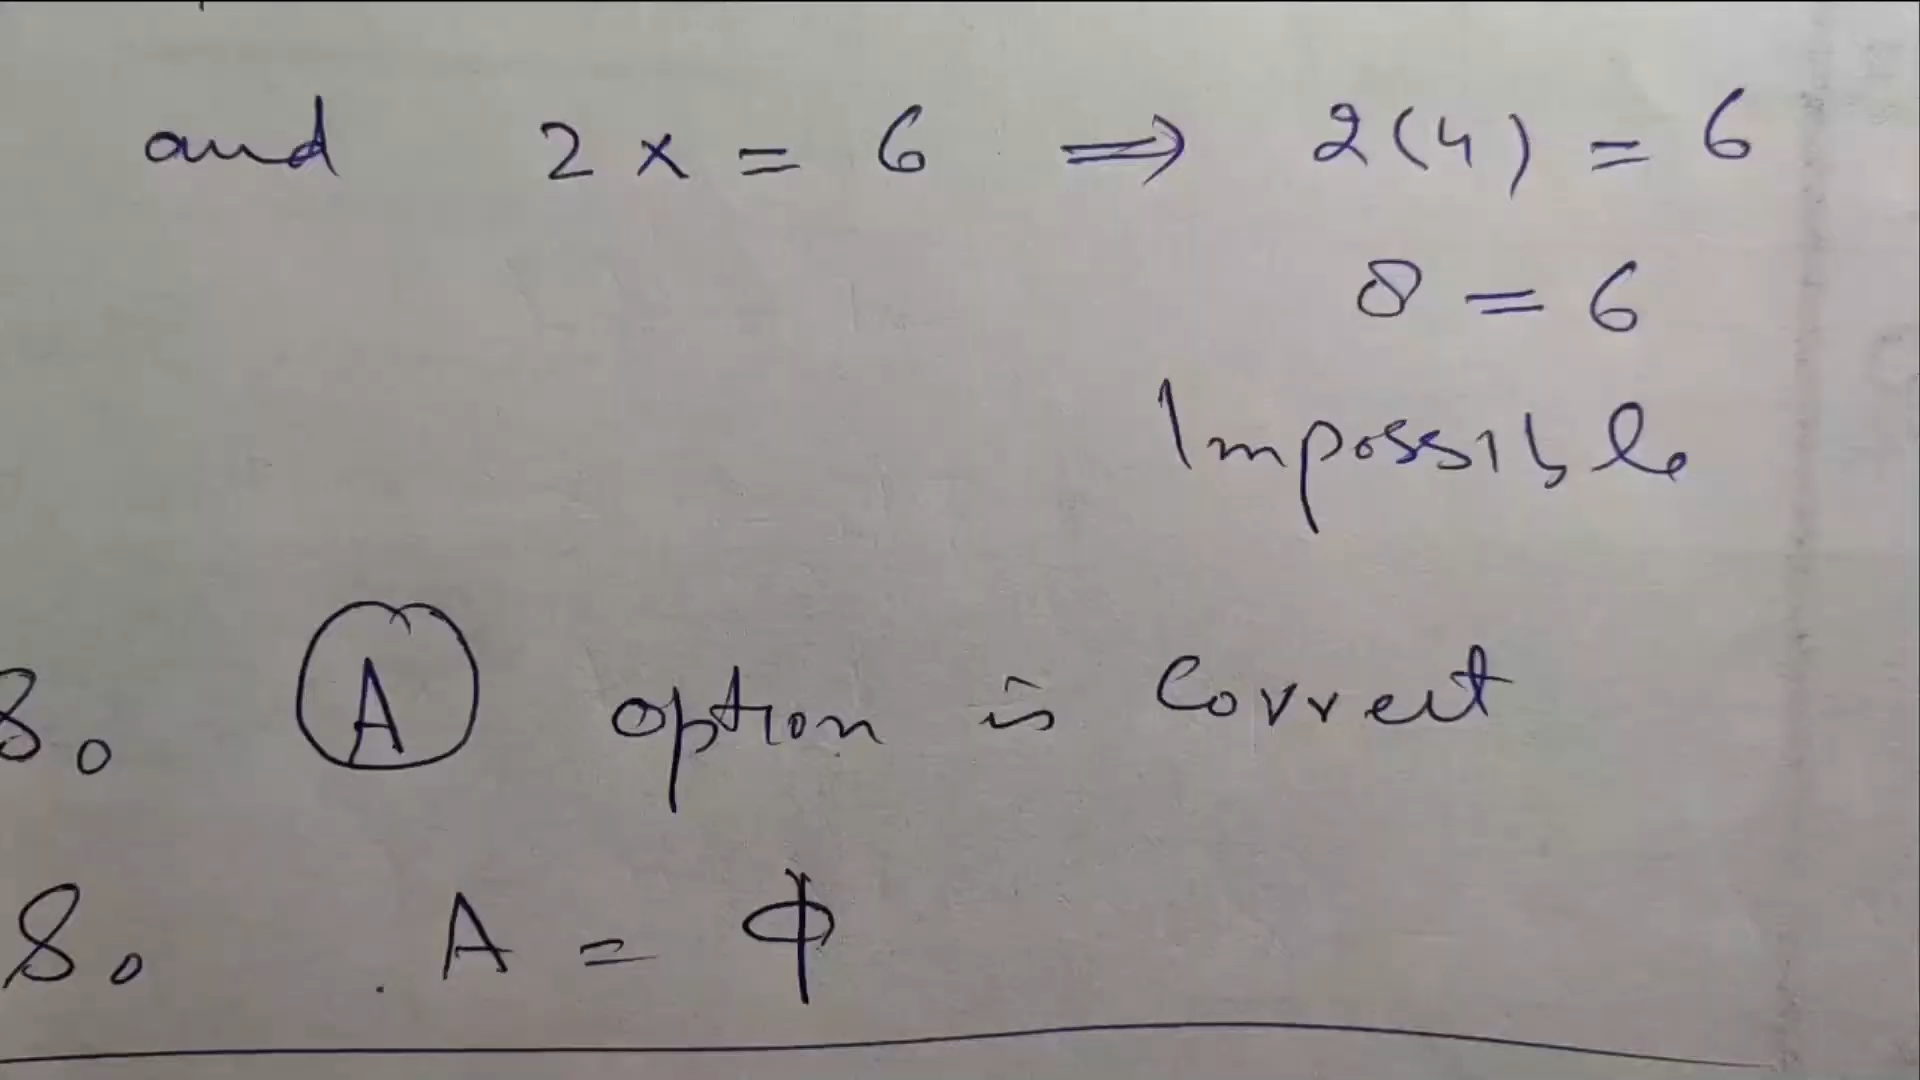 and 2x = 6 ⟹ 2(4) = 6
8 = 6
Impossible
So A option is Correct
So A = ϕ